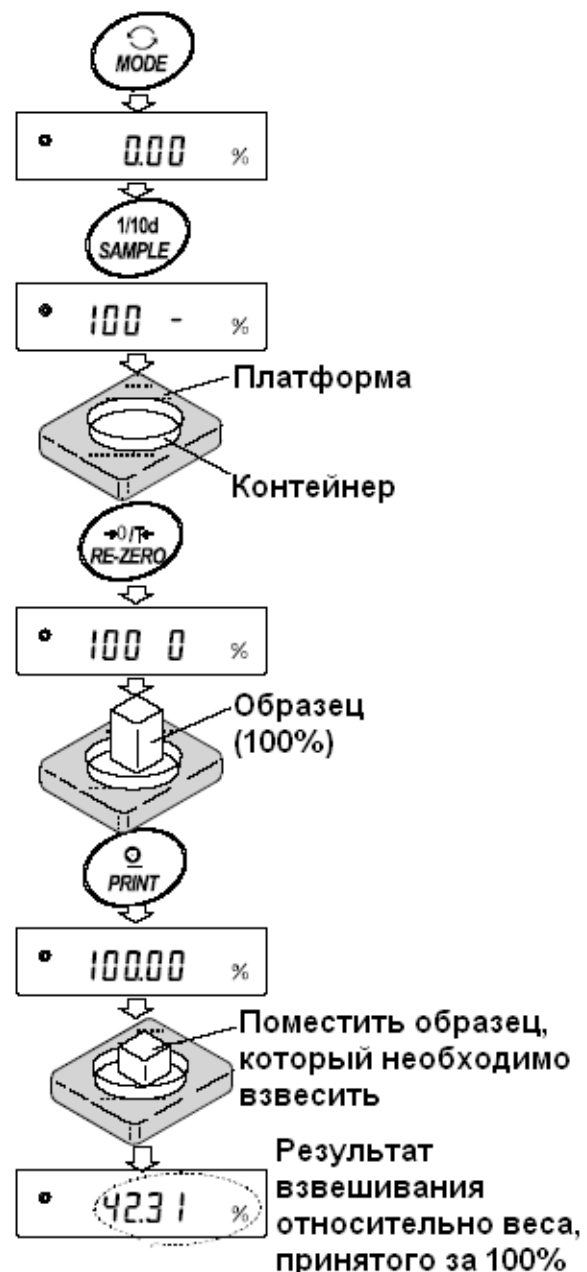 MODE
0.00 %
1/10d
SAMPLE
100 - %
Платформа
Контейнер
→0/T←
RE-ZERO
100 0 %
Образец
(100%)
PRINT
100.00 %
Поместить образец,
который необходимо
взвесить
42.31 %
Результат
взвешивания
относительно веса,
принятого за 100%